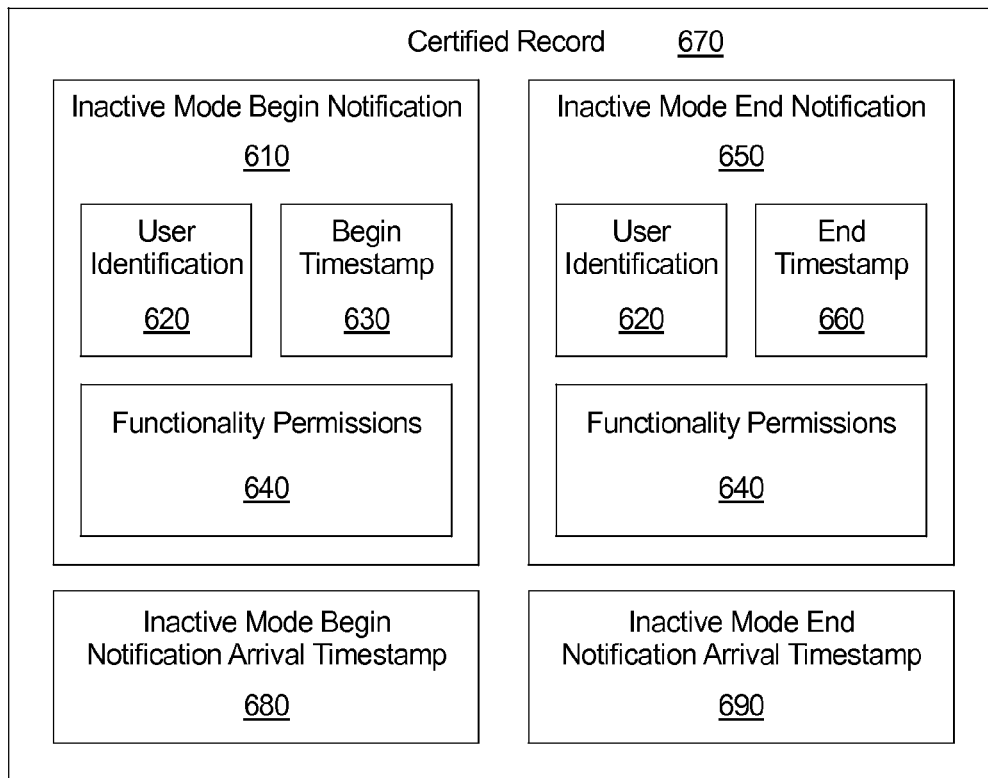 Certified Record 670
Inactive Mode Begin Notification
610
User
Identification
620
Begin
Timestamp
630
Functionality Permissions
640
Inactive Mode End Notification
650
User
Identification
620
End
Timestamp
660
Functionality Permissions
640
Inactive Mode Begin
Notification Arrival Timestamp
680
Inactive Mode End
Notification Arrival Timestamp
690